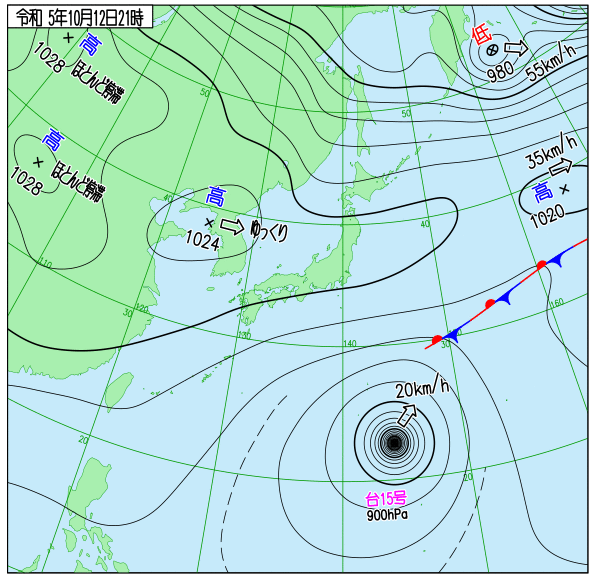 令和 5年10月12日21時
高
1028
ほとんど停滞
低
980
55km/h
50
50
高
1028
ほとんど停滞
35km/h
高
1020
40
高
1024
ゆっくり
40
110
30
120
130
140
30
160
20km/h
20
20
台15号
900hPa